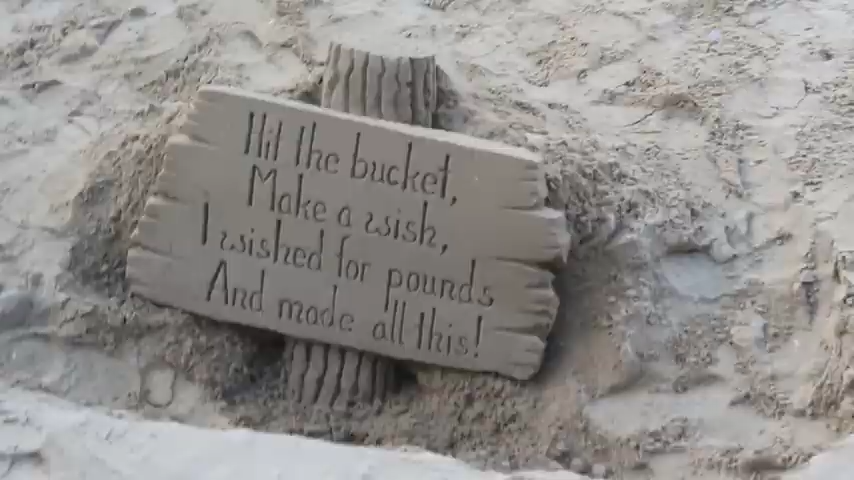 Hit the bucket,
Make a wish,
I wished for pounds
And made all this!